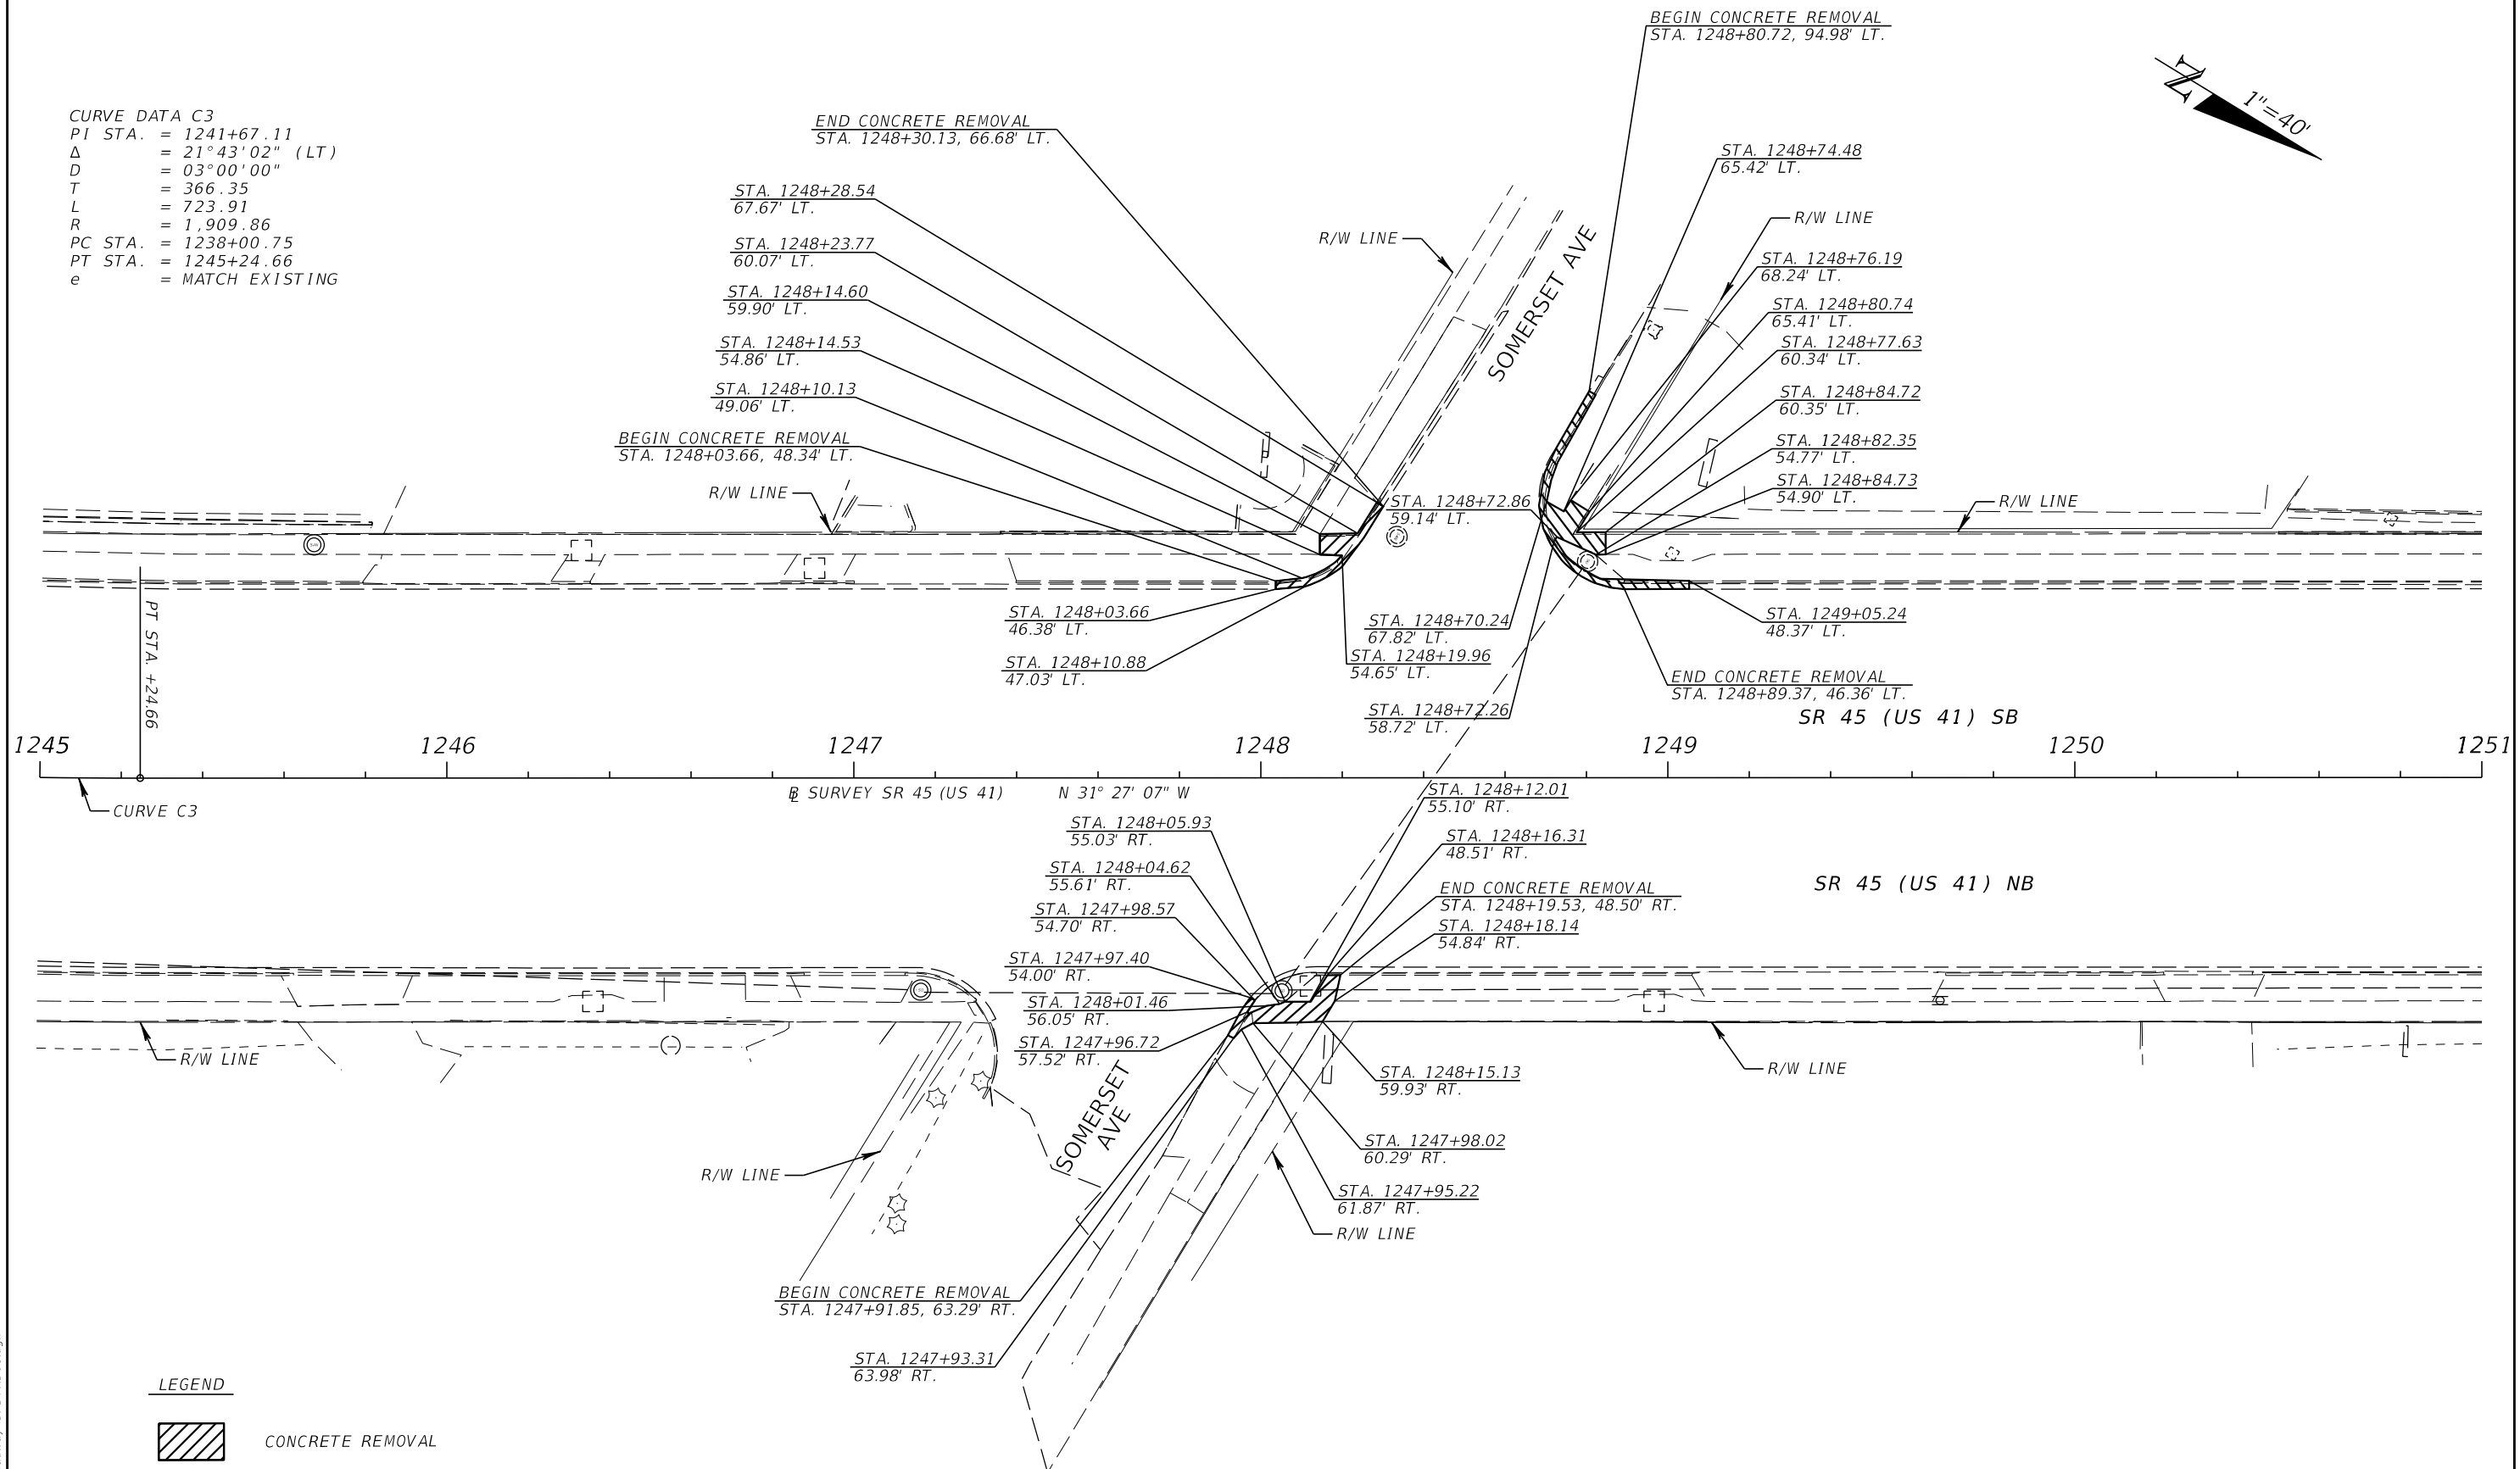 CURVE DATA C3
PI STA. = 1241+67.11
Δ = 21°43'02" (LT)
D = 03°00'00"
T = 366.35
L = 723.91
R = 1,909.86
PC STA. = 1238+00.75
PT STA. = 1245+24.66
e = MATCH EXISTING
BEGIN CONCRETE REMOVAL
STA. 1248+80.72, 94.98' LT.
N
1"=40'
END CONCRETE REMOVAL
STA. 1248+30.13, 66.68' LT.
STA. 1248+28.54
67.67' LT.
STA. 1248+23.77
60.07' LT.
STA. 1248+14.60
59.90' LT.
STA. 1248+14.53
54.86' LT.
STA. 1248+10.13
49.06' LT.
BEGIN CONCRETE REMOVAL
STA. 1248+03.66, 48.34' LT.
R/W LINE
R/W LINE
SOMERSET AVE
STA. 1248+74.48
65.42' LT.
R/W LINE
STA. 1248+76.19
68.24' LT.
STA. 1248+80.74
65.41' LT.
STA. 1248+77.63
60.34' LT.
STA. 1248+84.72
60.35' LT.
STA. 1248+82.35
54.77' LT.
STA. 1248+84.73
54.90' LT.
R/W LINE
STA. 1248+72.86
59.14' LT.
STA. 1248+03.66
46.38' LT.
STA. 1248+10.88
47.03' LT.
STA. 1248+70.24
67.82' LT.
STA. 1248+19.96
54.65' LT.
STA. 1248+72.26
58.72' LT.
STA. 1249+05.24
48.37' LT.
END CONCRETE REMOVAL
STA. 1248+89.37, 46.36' LT.
SR 45 (US 41) SB
PT STA. +24.66
1245 1246 1247 1248 1249 1250 1251
CURVE C3
BL SURVEY SR 45 (US 41) N 31° 27' 07" W
STA. 1248+12.01
55.10' RT.
STA. 1248+05.93
55.03' RT.
STA. 1248+16.31
48.51' RT.
STA. 1248+04.62
55.61' RT.
END CONCRETE REMOVAL
STA. 1248+19.53, 48.50' RT.
SR 45 (US 41) NB
STA. 1247+98.57
54.70' RT.
STA. 1248+18.14
54.84' RT.
STA. 1247+97.40
54.00' RT.
STA. 1248+01.46
56.05' RT.
STA. 1247+96.72
57.52' RT.
R/W LINE
R/W LINE
STA. 1248+15.13
59.93' RT.
SOMERSET
AVE
STA. 1247+98.02
60.29' RT.
R/W LINE
STA. 1247+95.22
61.87' RT.
R/W LINE
BEGIN CONCRETE REMOVAL
STA. 1247+91.85, 63.29' RT.
STA. 1247+93.31
63.98' RT.
LEGEND
CONCRETE REMOVAL